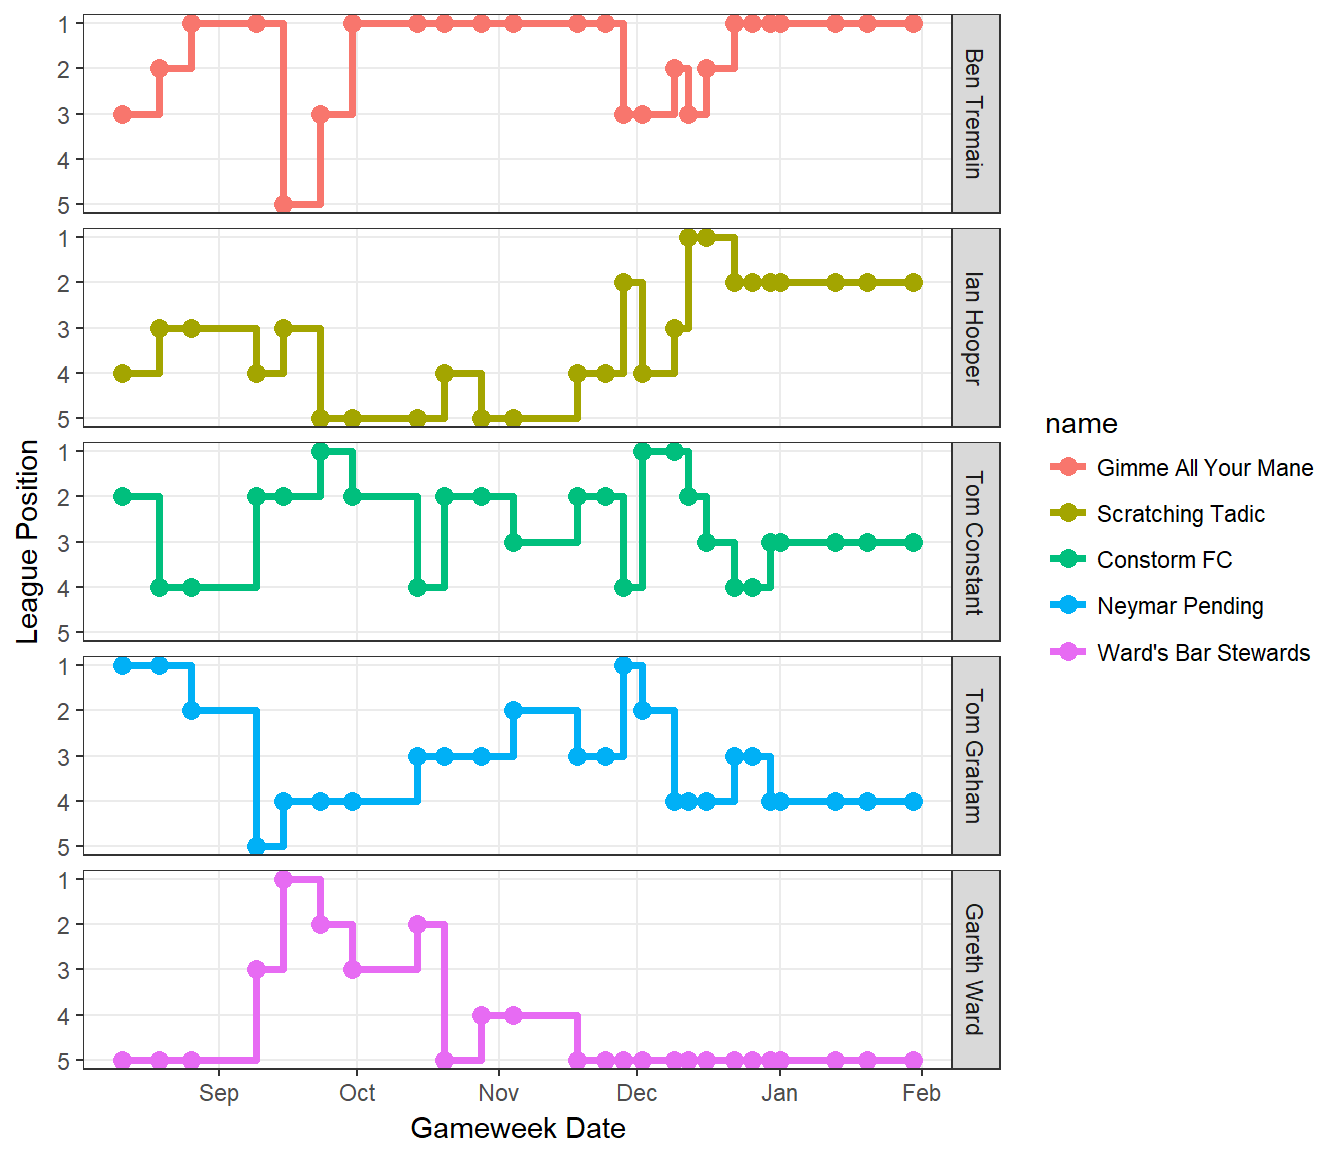 1
2
3
4
5
Ben Tremain
1
2
3
4
5
Ian Hooper
1
2
3
4
5
Tom Constant
1
2
3
4
5
Tom Graham
1
2
3
4
5
Gareth Ward
League Position
Sep Oct Nov Dec Jan Feb
Gameweek Date
name
Gimme All Your Mane
Scratching Tadic
Constorm FC
Neymar Pending
Ward's Bar Stewards